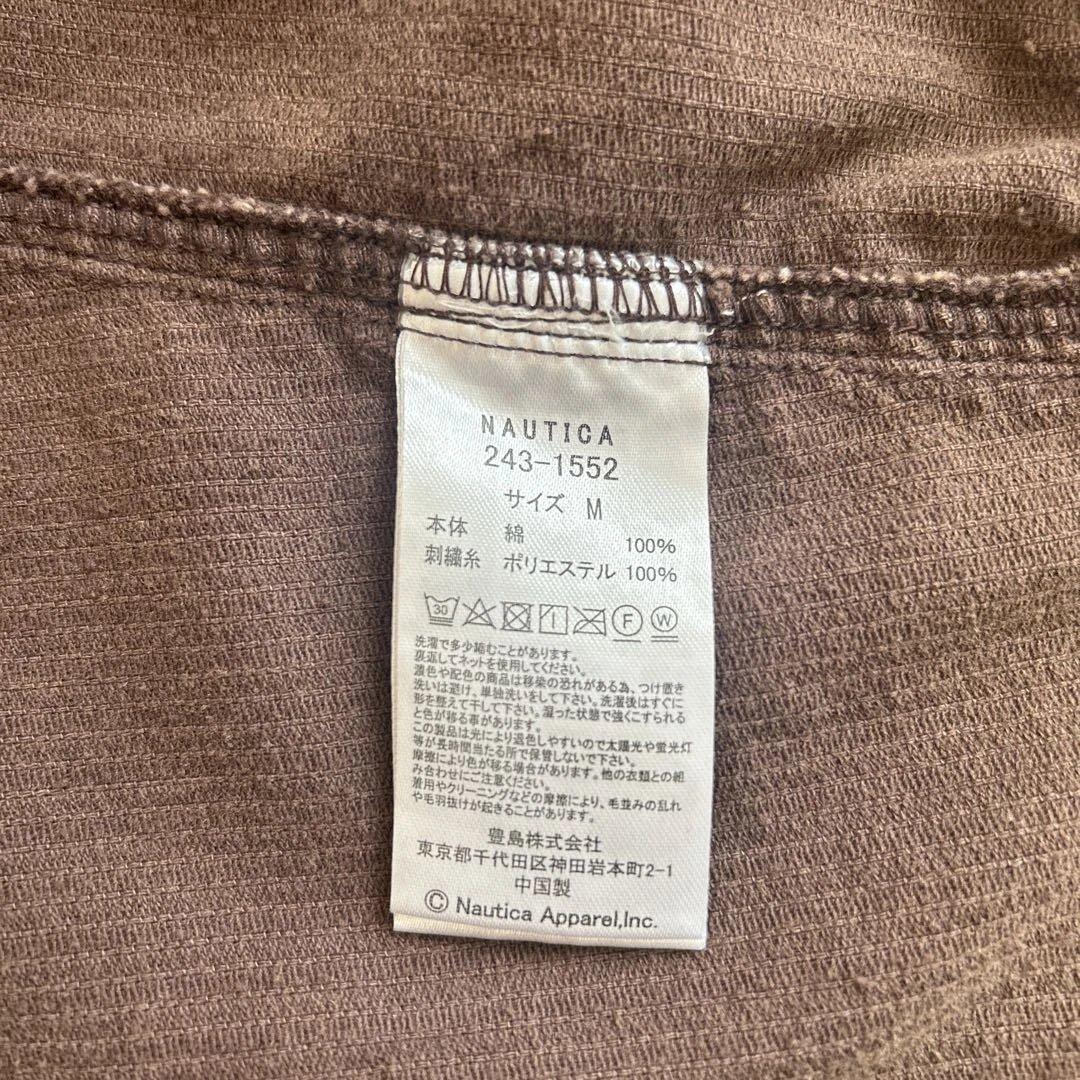 NAUTICA
243-1552
サイズ M
本体 綿 100%
刺繍糸 ポリエステル 100%
30 F W
洗濯で多少縮むことがあります。
裏返してネットを使用してください。
濃色や配色の商品は移染の恐れがある為、つけ置き
洗いは避け、単独洗いをして下さい。洗濯後はすぐに
形を整えて干して下さい。湿った状態で強くこすられる
と色が移る事があります。
この製品は光により退色しやすいので太陽光や蛍光灯
等が長時間当たる所で保管しないで下さい。
摩擦により色が移る場合があります。他の衣類との組
み合わせにご注意ください。
着用やクリーニングなどの摩擦により、毛並みの乱れ
や毛羽抜けが起きることがあります。
豊島株式会社
東京都千代田区神田岩本町2-1
中国製
© Nautica Apparel,Inc.